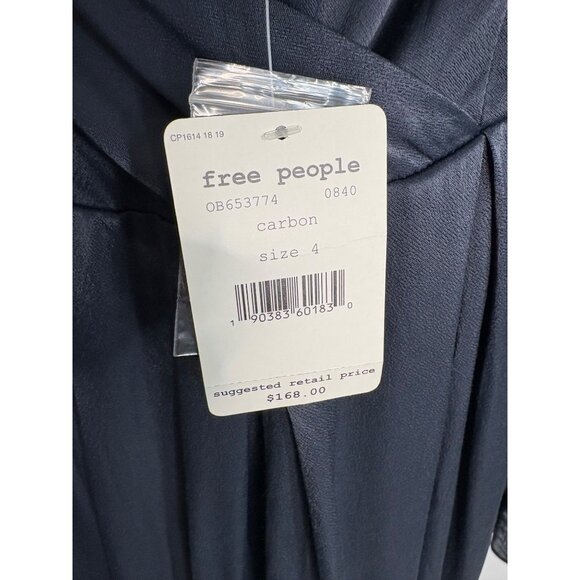 CP1614 18 19
free people
OB653774 0840
carbon
size 4
1 90383 60183 0
suggested retail price
$168.00